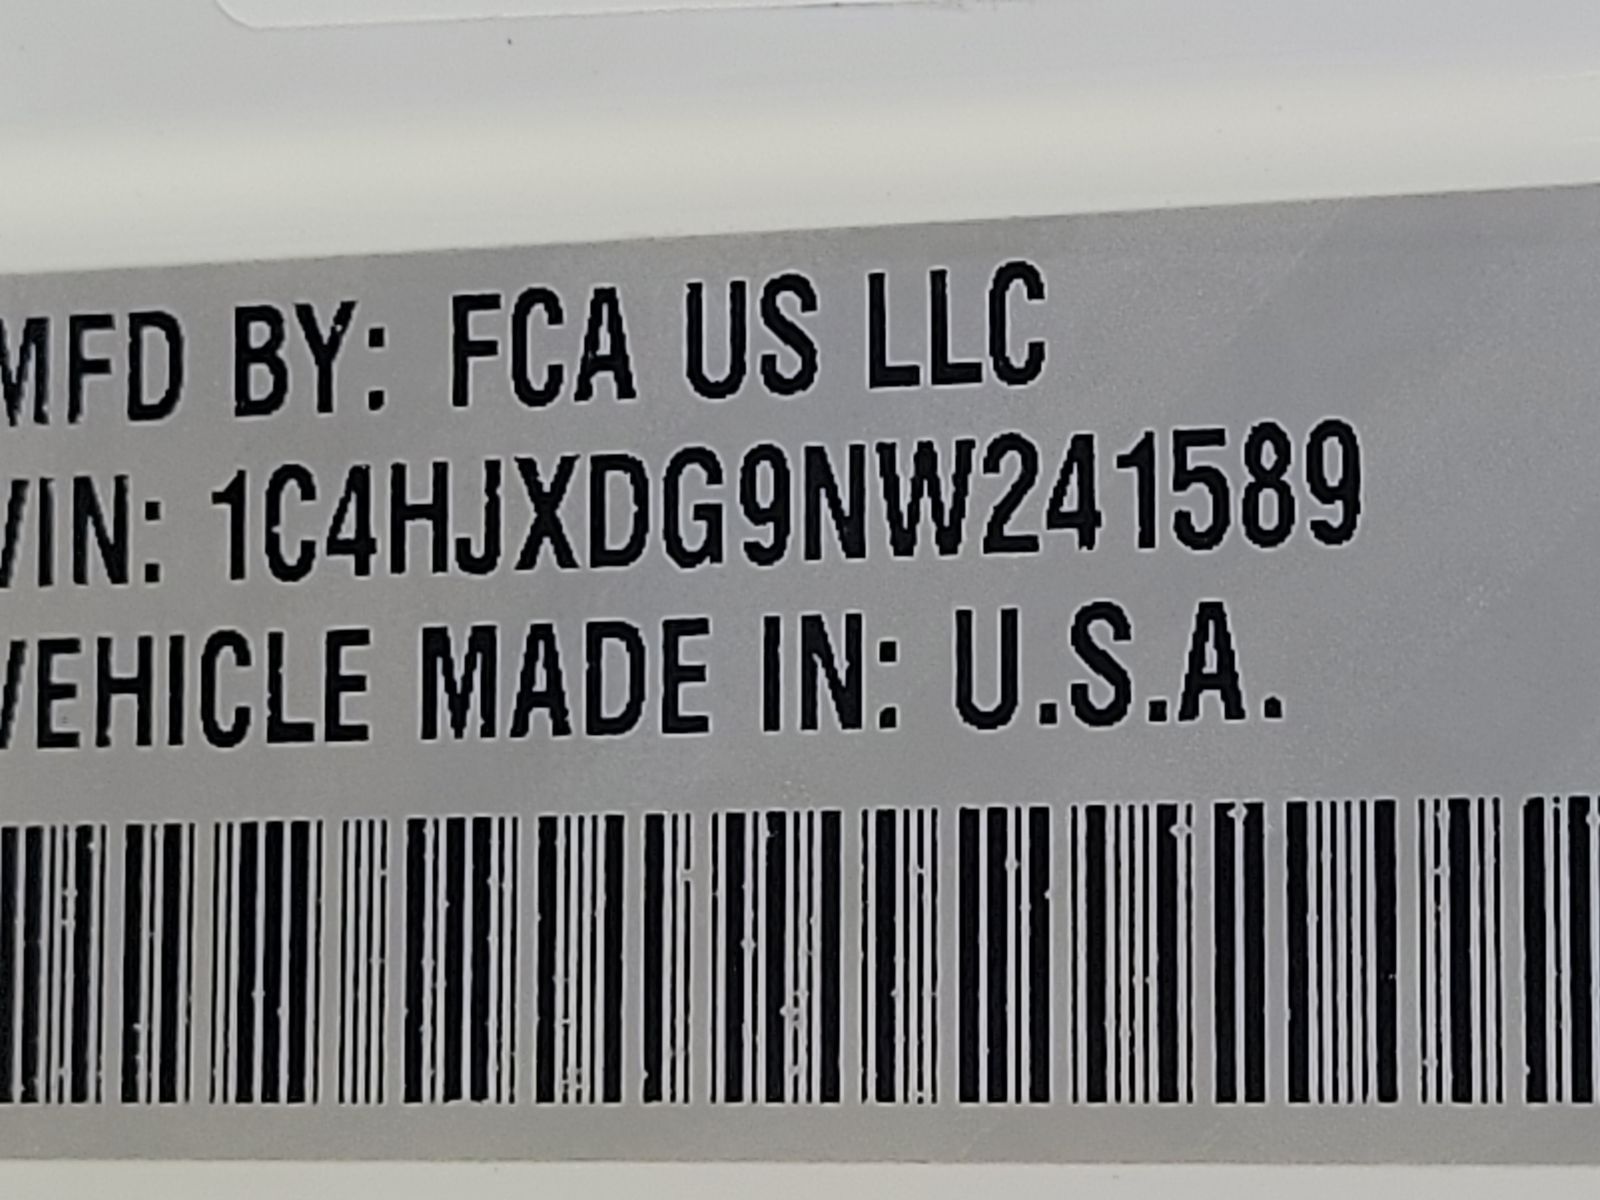 MFD BY: FCA US LLC
VIN: 1C4HJXDG9NW241589
VEHICLE MADE IN: U.S.A.